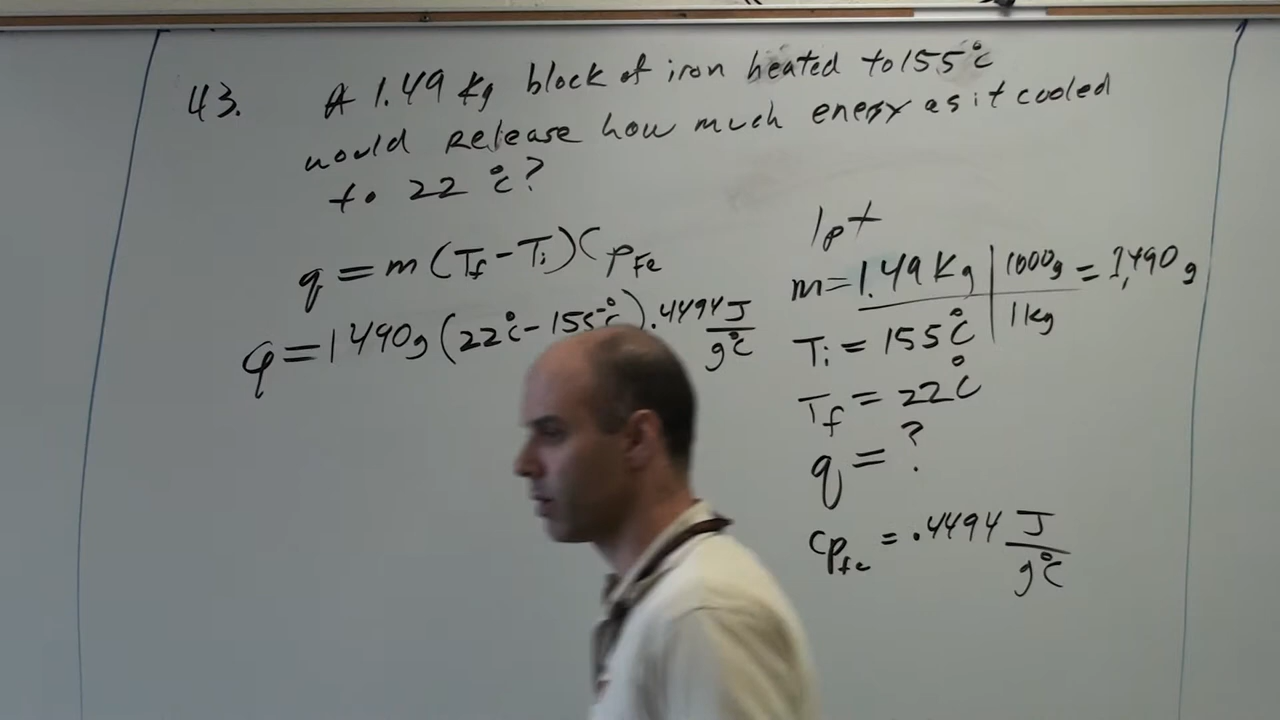 43. A 1.49 Kg block of iron heated to 155°C
would release how much energy as it cooled
to 22 °C?
q = m (Tf - Ti) CpFe
q = 1490g (22°C - 155°C) .4494 J/g°C
1pt
m = 1.49 Kg | 1000g / 1kg = 1,490 g
Ti = 155°C
Tf = 22°C
q = ?
Cpfe = .4494 J/g°C